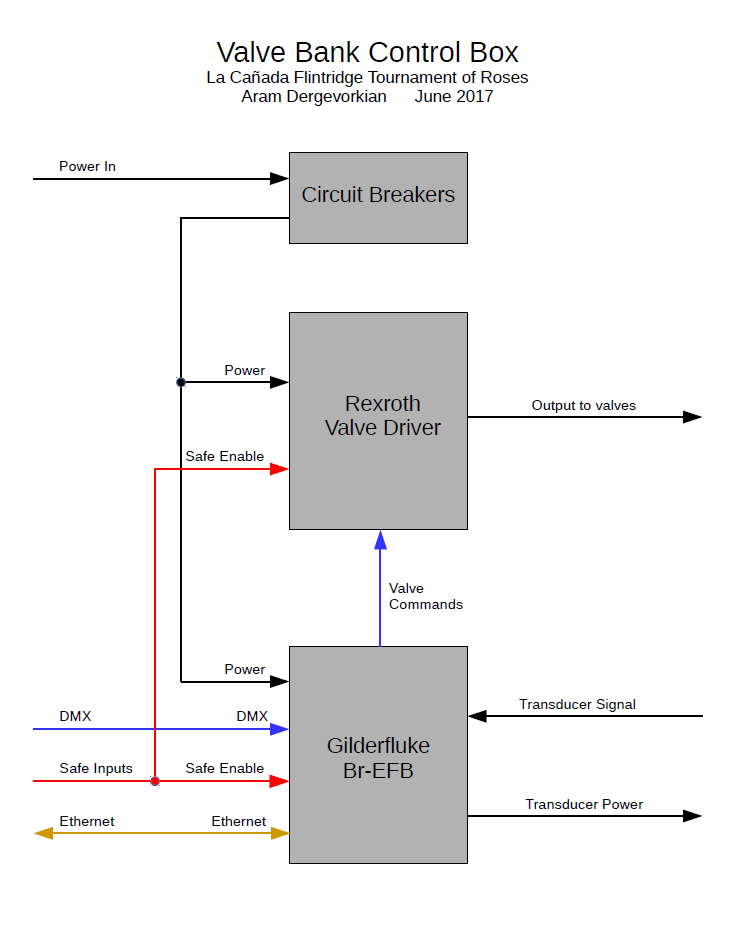 Valve Bank Control Box
La Cañada Flintridge Tournament of Roses
Aram Dergevorkian June 2017
Power In
Circuit Breakers
Power
Rexroth
Valve Driver
Output to valves
Safe Enable
Valve
Commands
Power
Transducer Signal
DMX
DMX
Gilderfluke
Br-EFB
Safe Inputs
Safe Enable
Transducer Power
Ethernet
Ethernet